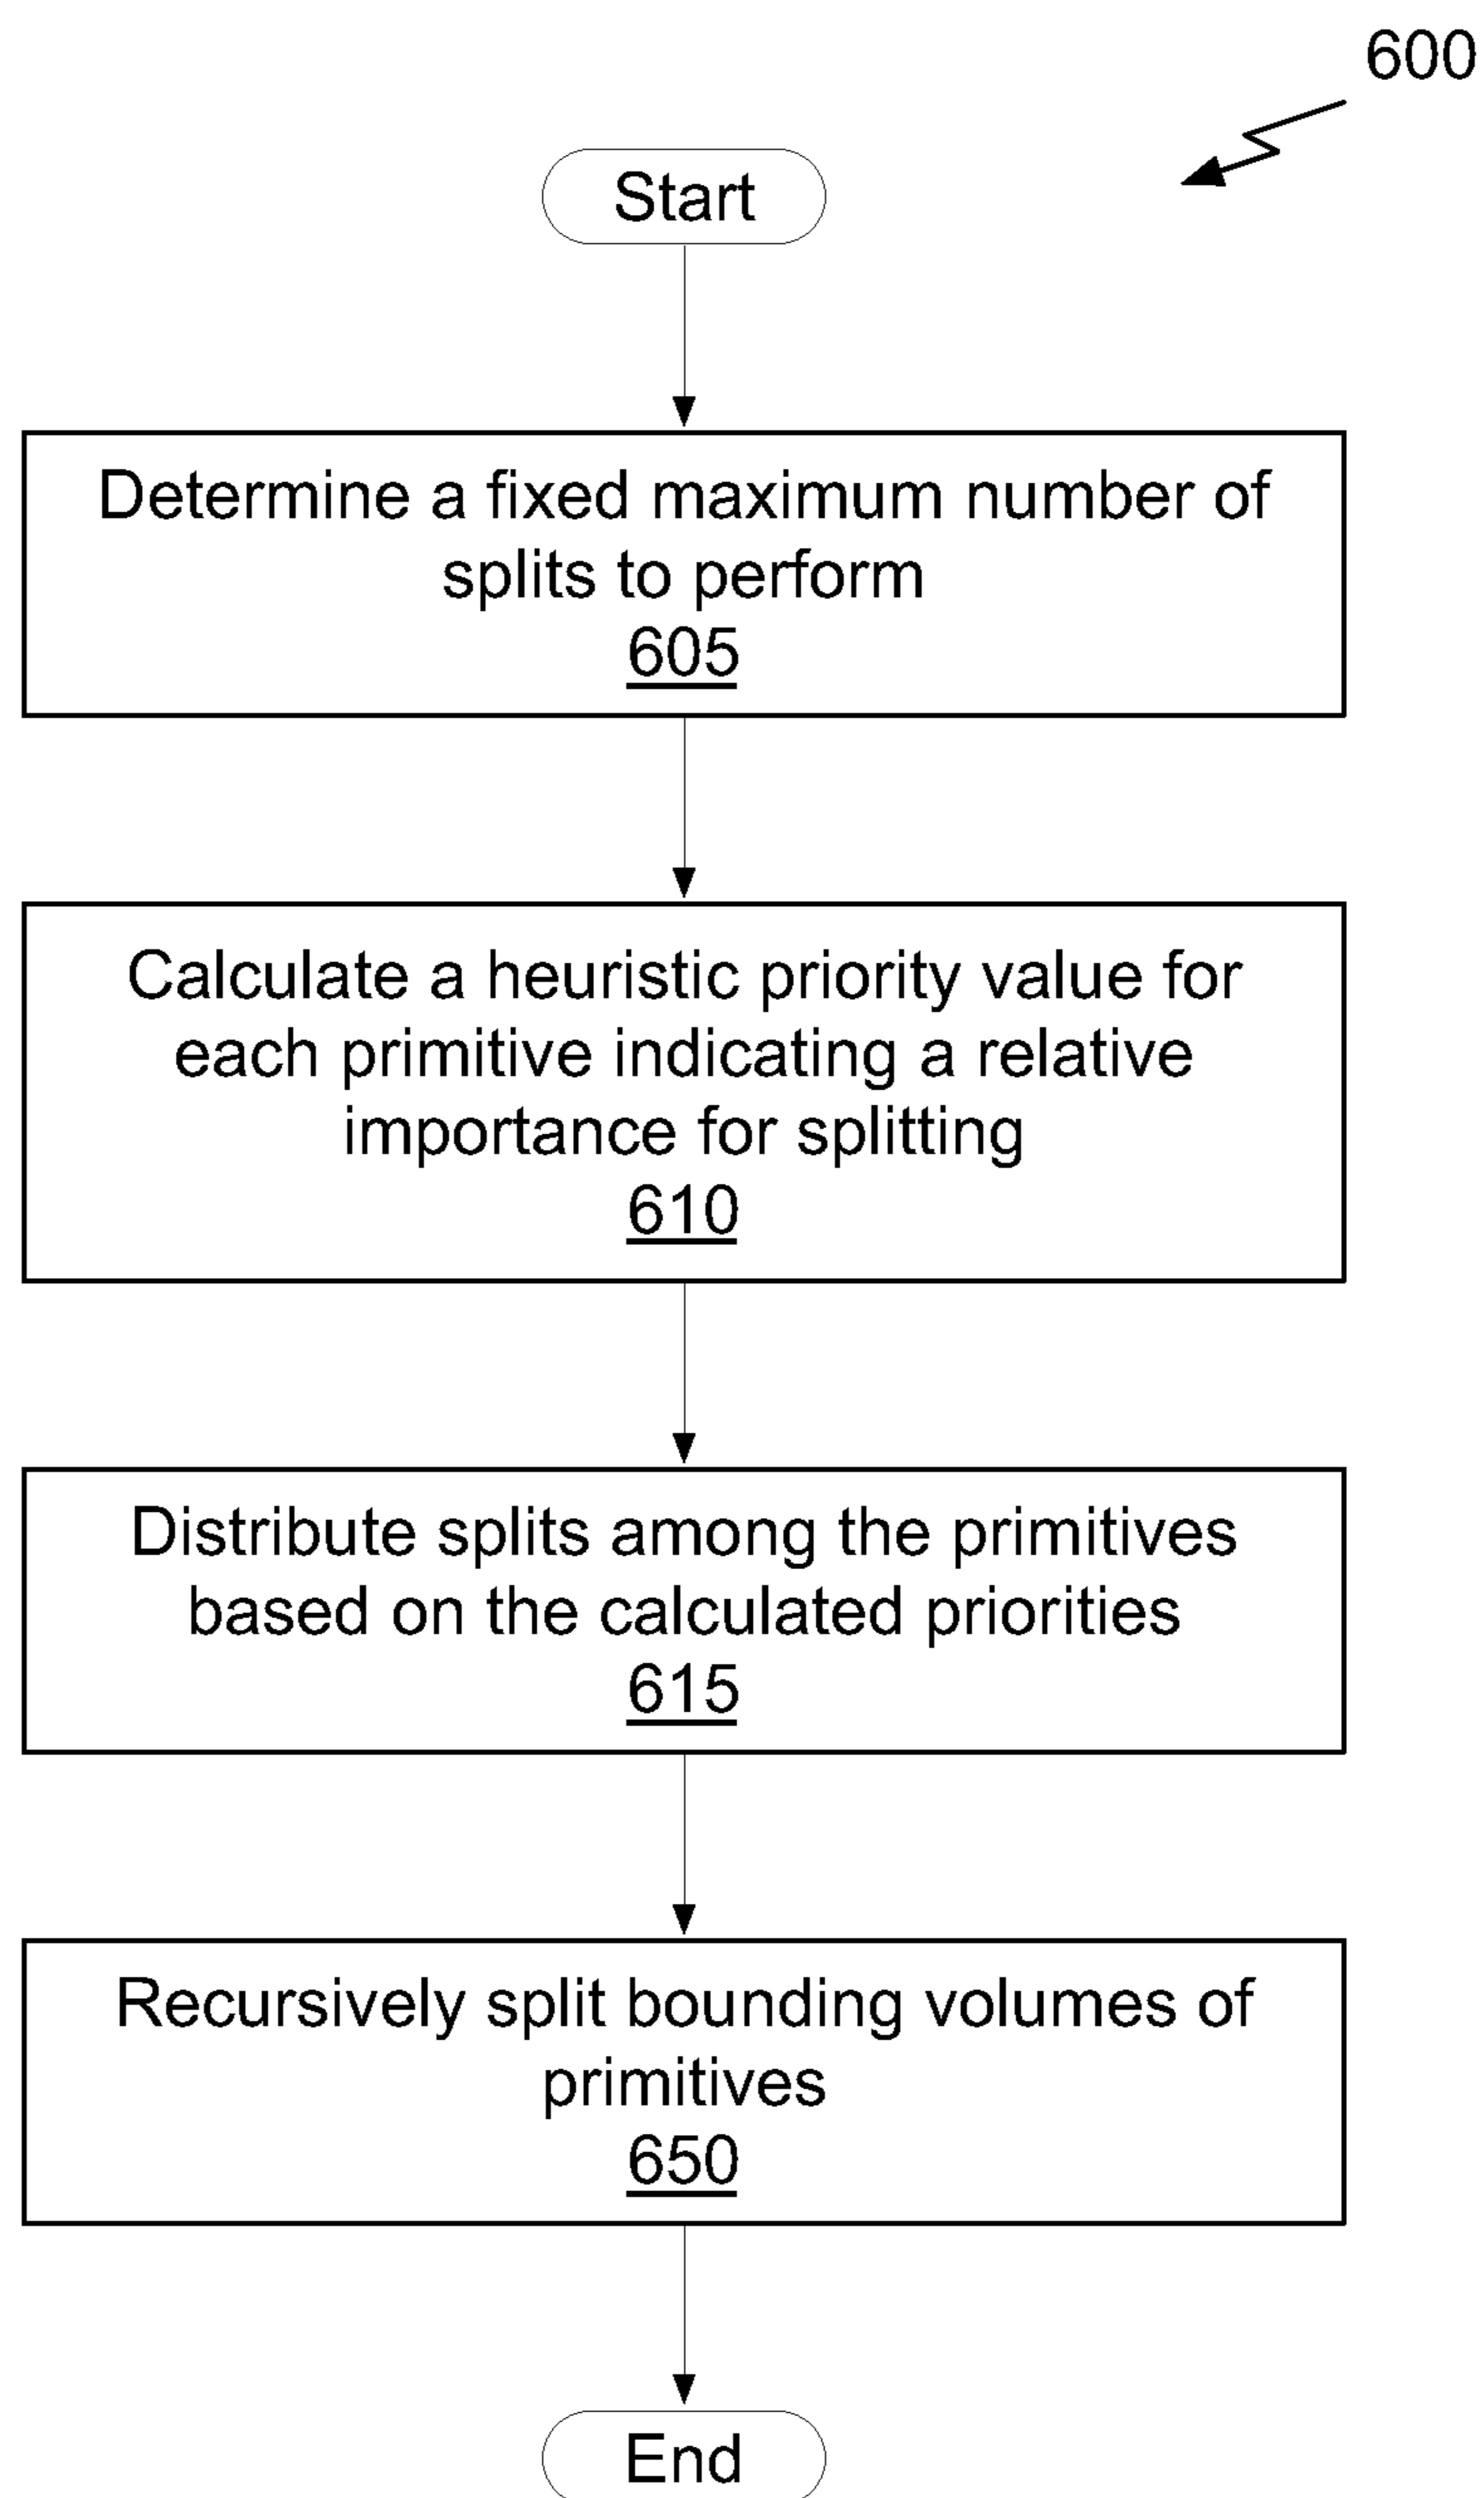 600
Start
Determine a fixed maximum number of
splits to perform
605
Calculate a heuristic priority value for
each primitive indicating a relative
importance for splitting
610
Distribute splits among the primitives
based on the calculated priorities
615
Recursively split bounding volumes of
primitives
650
End